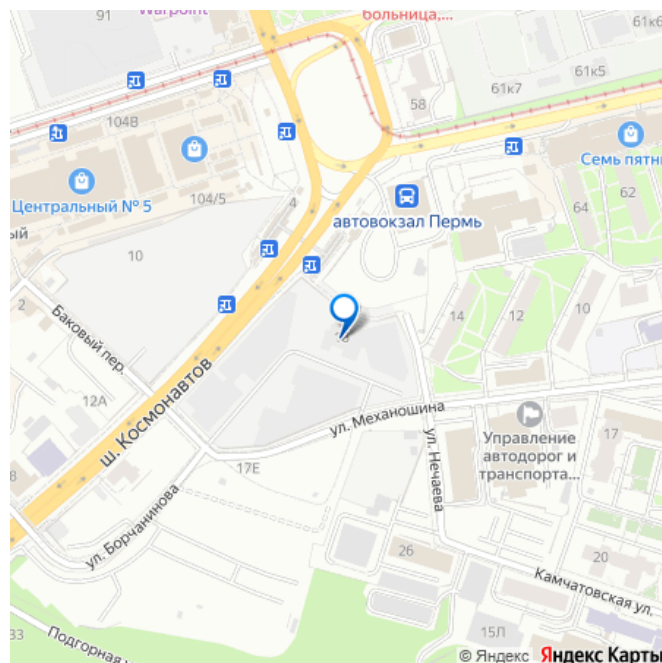 Warpoint
больница,...
91
61к6
61к5
61к7
58
104В
Центральный № 5
104/5
4
Семь пятн
62
64
автовокзал Пермь
ый
10
2
14
12
10
Баковый пер.
12А
ш. Космонавтов
ул. Механошина
ул. Нечаева
Управление
автодорог и
транспорта...
17
17Е
8
ул. Борчанинова
26
20
Камчатовская ул.
15Л
33
Подгорная
© Яндекс Яндекс Карты